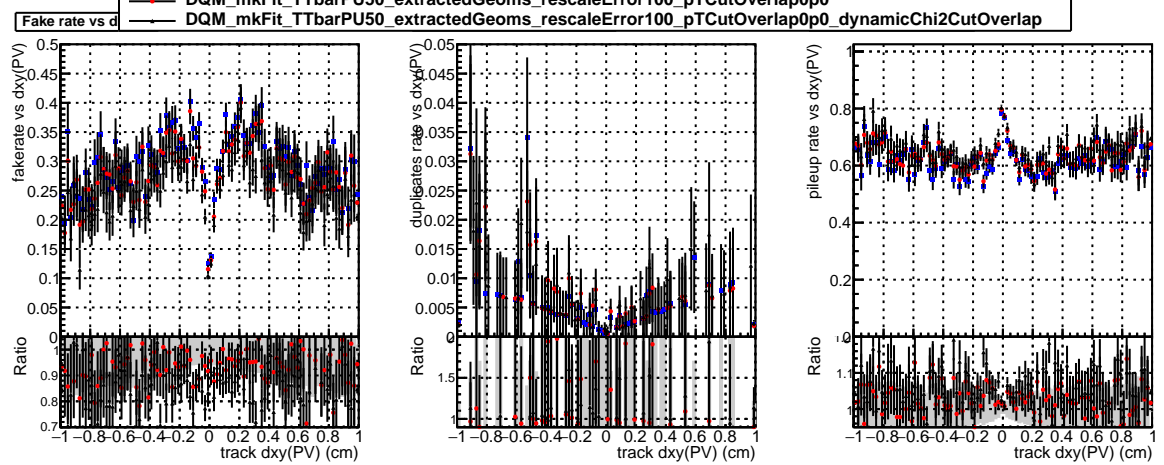 DQM_mkFit_TTbarPU50_extractedGeoms_rescaleError100_pTCutOverlap0p0
Fake rate vs d
DQM_mkFit_TTbarPU50_extractedGeoms_rescaleError100_pTCutOverlap0p0_dynamicChi2CutOverlap
fakerate vs dxy(PV)
0.5
0.45
0.4
0.35
0.3
0.25
0.2
0.15
0.1
0.05
0
Ratio
1
0.9
0.8
0.7
−1 −0.8 −0.6 −0.4 −0.2 0 0.2 0.4 0.6 0.8 1
track dxy(PV) (cm)
duplicates rate vs dxy(PV)
0.05
0.045
0.04
0.035
0.03
0.025
0.02
0.015
0.01
0.005
Ratio
1.5
1
−1 −0.8 −0.6 −0.4 −0.2 0 0.2 0.4 0.6 0.8 1
track dxy(PV) (cm)
pileup rate vs dxy(PV)
1
0.8
0.6
0.4
0.2
0
Ratio
1.1
1
−1 −0.8 −0.6 −0.4 −0.2 0 0.2 0.4 0.6 0.8 1
track dxy(PV) (cm)